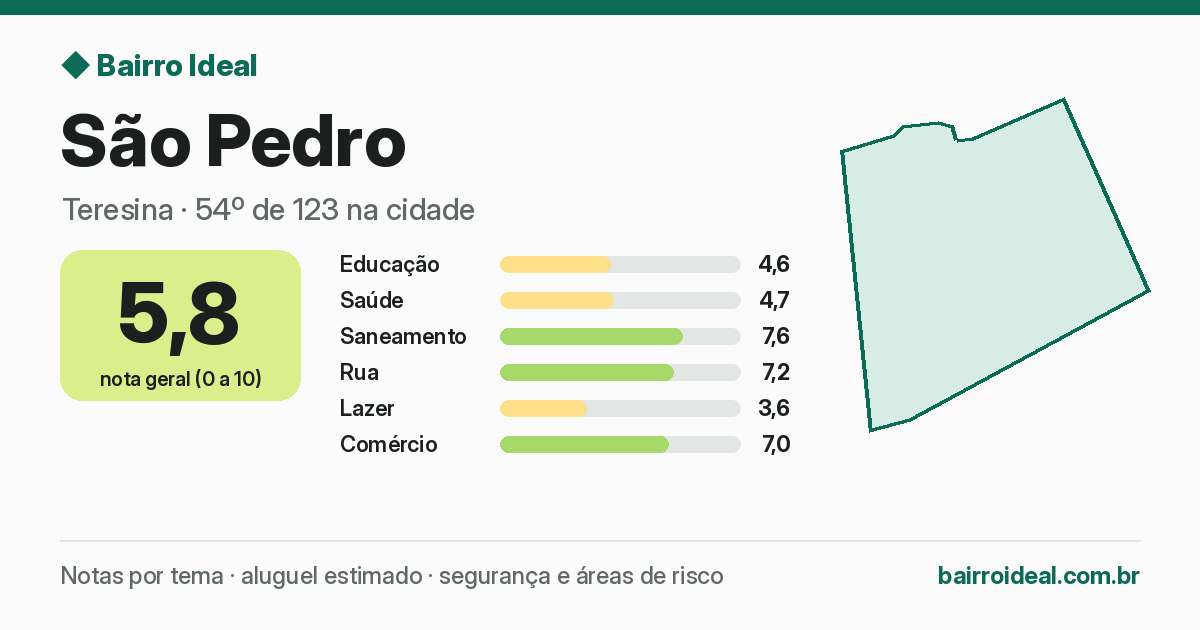 Bairro Ideal
São Pedro
Teresina · 54º de 123 na cidade
5,8
nota geral (0 a 10)
Educação 4,6
Saúde 4,7
Saneamento 7,6
Rua 7,2
Lazer 3,6
Comércio 7,0
Notas por tema · aluguel estimado · segurança e áreas de risco
bairroideal.com.br